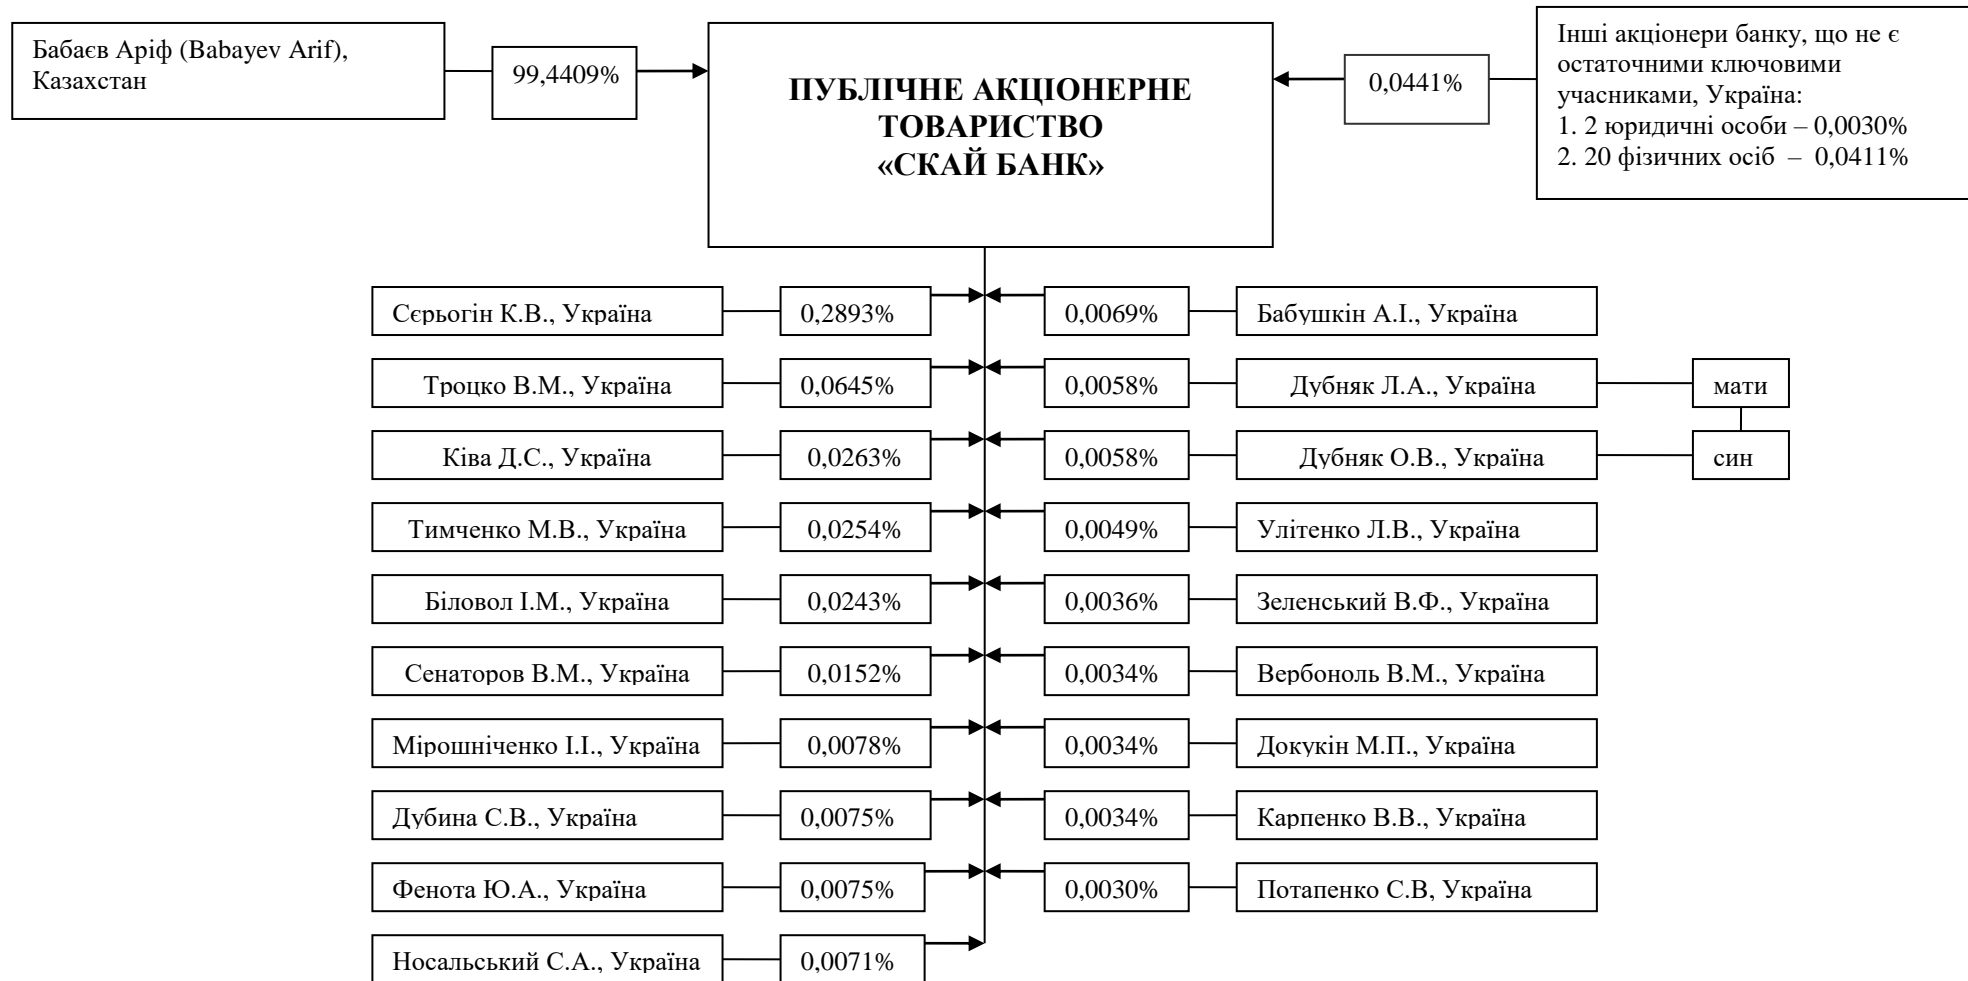 Бабаєв Аріф (Babayev Arif),
Казахстан
99,4409%
ПУБЛІЧНЕ АКЦІОНЕРНЕ
ТОВАРИСТВО
«СКАЙ БАНК»
0,0441%
Інші акціонери банку, що не є
остаточними ключовими
учасниками, Україна:
1. 2 юридичні особи – 0,0030%
2. 20 фізичних осіб – 0,0411%
Сєрьогін К.В., Україна
0,2893%
0,0069%
Бабушкін А.І., Україна
Троцко В.М., Україна
0,0645%
0,0058%
Дубняк Л.А., Україна
мати
Ківа Д.С., Україна
0,0263%
0,0058%
Дубняк О.В., Україна
син
Тимченко М.В., Україна
0,0254%
0,0049%
Улітенко Л.В., Україна
Біловол І.М., Україна
0,0243%
0,0036%
Зеленський В.Ф., Україна
Сенаторов В.М., Україна
0,0152%
0,0034%
Вербоноль В.М., Україна
Мірошніченко І.І., Україна
0,0078%
0,0034%
Докукін М.П., Україна
Дубина С.В., Україна
0,0075%
0,0034%
Карпенко В.В., Україна
Фенота Ю.А., Україна
0,0075%
0,0030%
Потапенко С.В, Україна
Носальський С.А., Україна
0,0071%